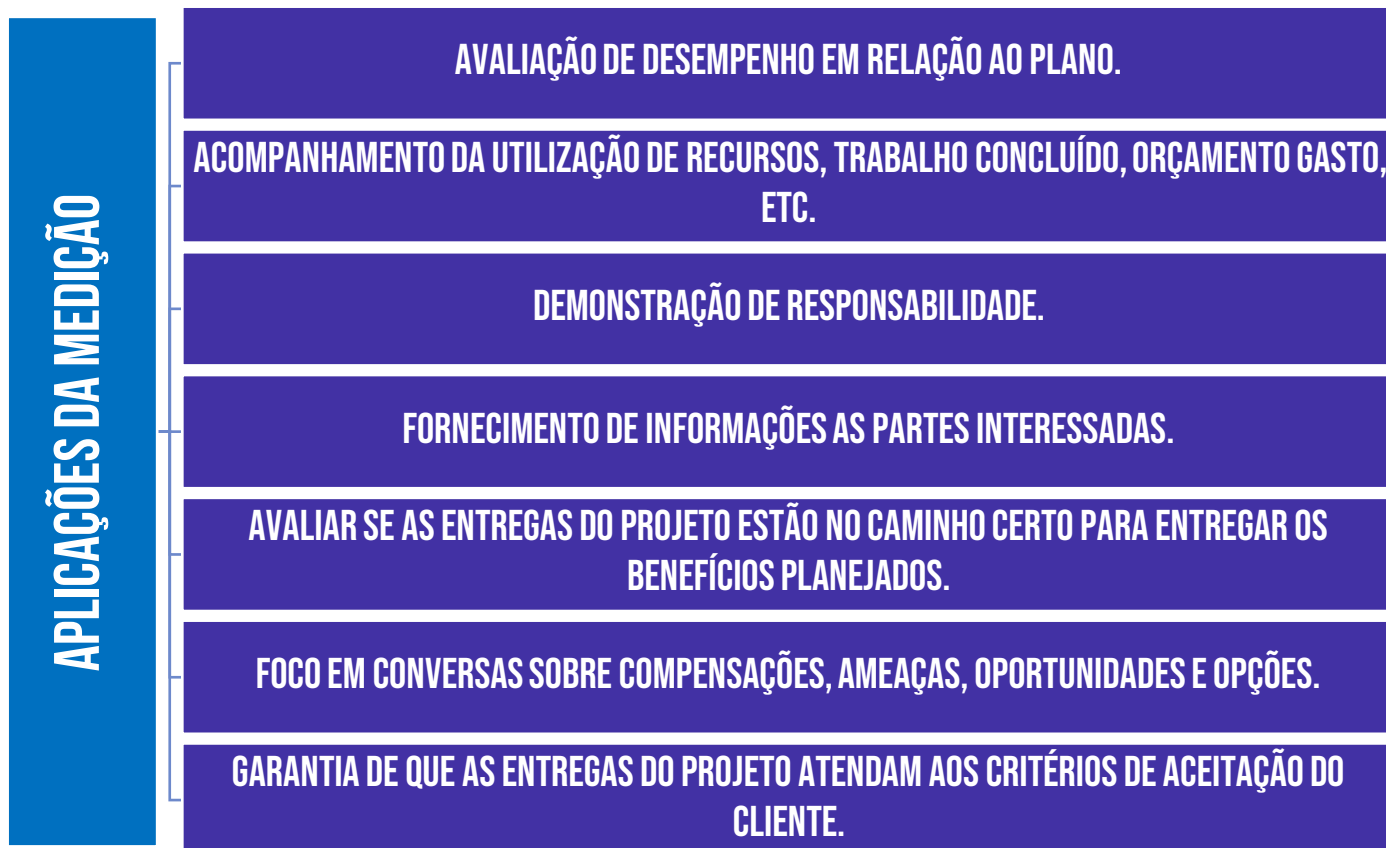 APLICAÇÕES DA MEDIÇÃO
AVALIAÇÃO DE DESEMPENHO EM RELAÇÃO AO PLANO.
ACOMPANHAMENTO DA UTILIZAÇÃO DE RECURSOS, TRABALHO CONCLUÍDO, ORÇAMENTO GASTO,
ETC.
DEMONSTRAÇÃO DE RESPONSABILIDADE.
FORNECIMENTO DE INFORMAÇÕES AS PARTES INTERESSADAS.
AVALIAR SE AS ENTREGAS DO PROJETO ESTÃO NO CAMINHO CERTO PARA ENTREGAR OS
BENEFÍCIOS PLANEJADOS.
FOCO EM CONVERSAS SOBRE COMPENSAÇÕES, AMEAÇAS, OPORTUNIDADES E OPÇÕES.
GARANTIA DE QUE AS ENTREGAS DO PROJETO ATENDAM AOS CRITÉRIOS DE ACEITAÇÃO DO
CLIENTE.